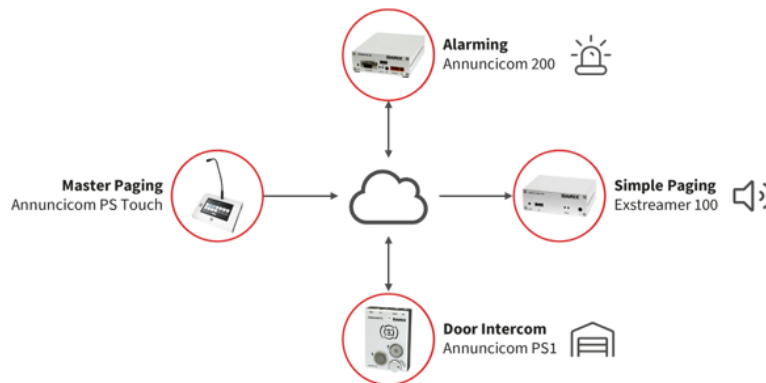 Alarming
Annuncicom 200
Master Paging
Annuncicom PS Touch
Simple Paging
Exstreamer 100
Door Intercom
Annuncicom PS1